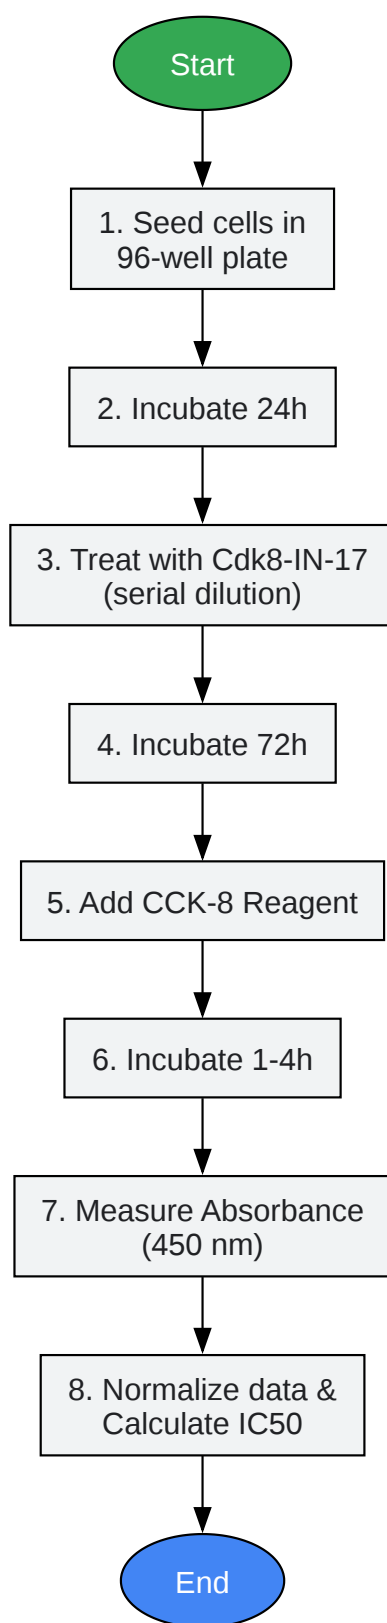 Start
1. Seed cells in
96-well plate
2. Incubate 24h
3. Treat with Cdk8-IN-17
(serial dilution)
4. Incubate 72h
5. Add CCK-8 Reagent
6. Incubate 1-4h
7. Measure Absorbance
(450 nm)
8. Normalize data &
Calculate IC50
End